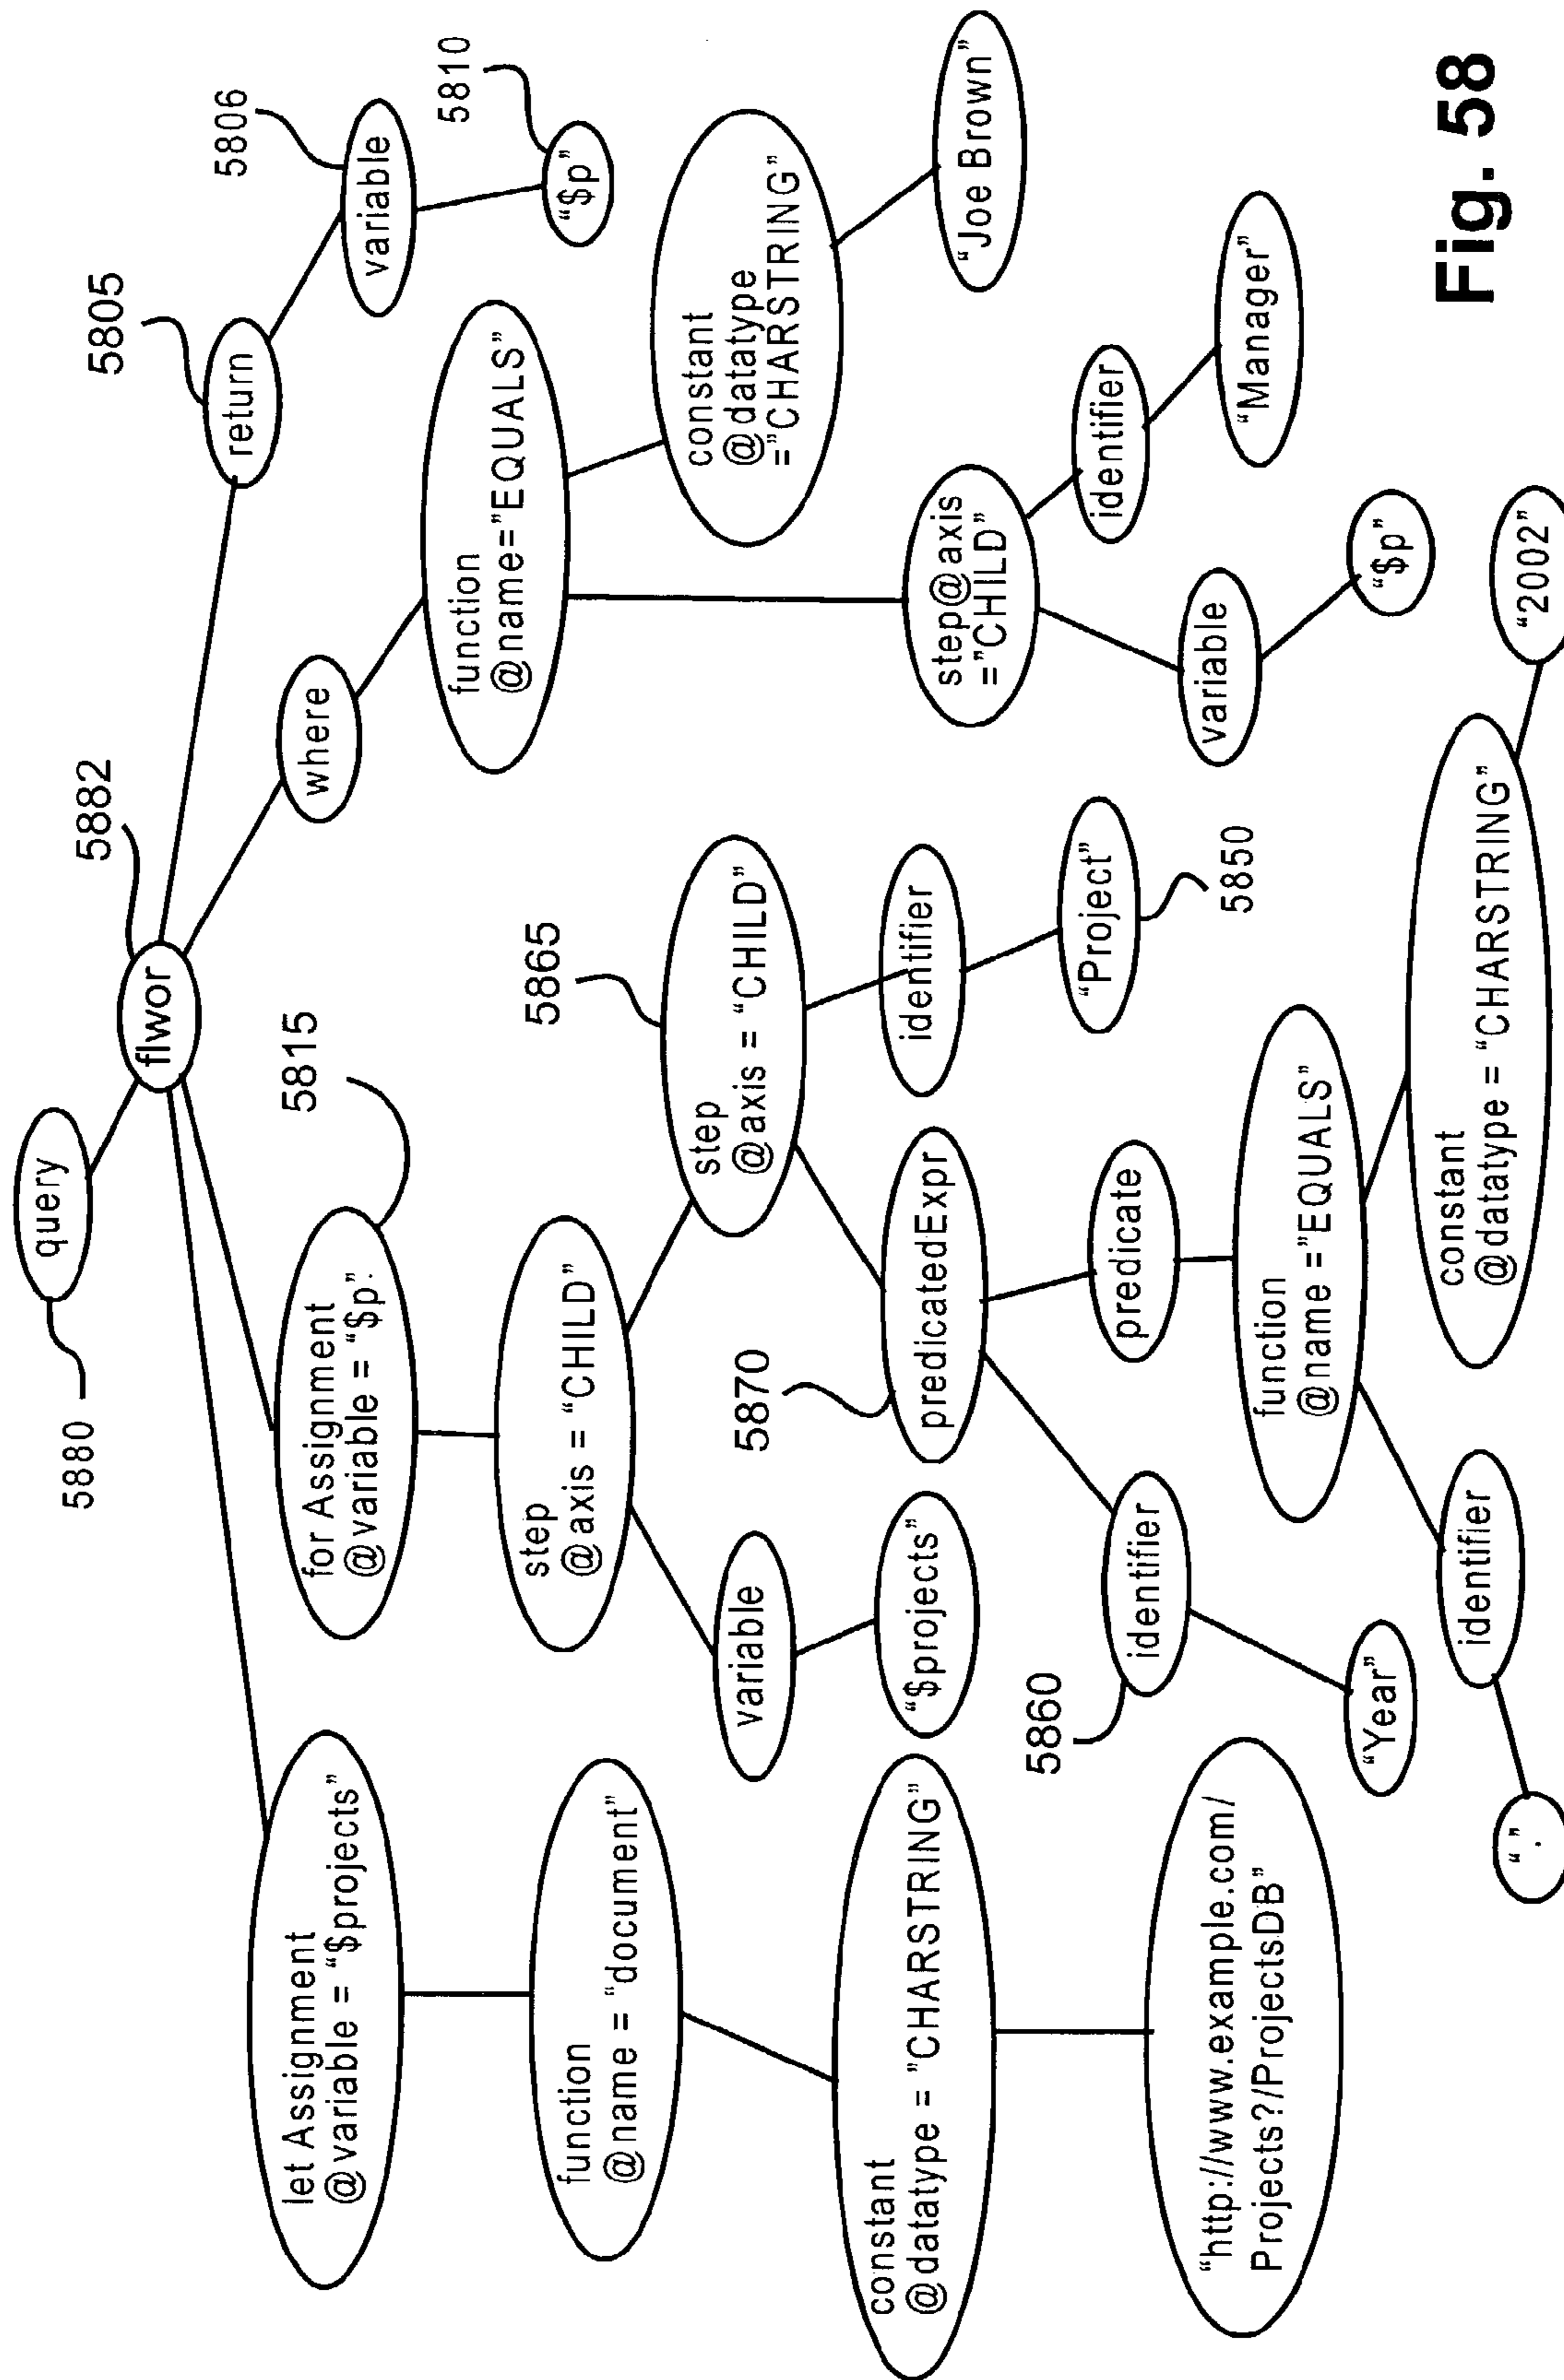 query
5880
flwor
5882
return
5805
variable
5806
"$p"
5810
where
function
@name="EQUALS"
constant
@datatype
="CHARSTRING"
"Joe Brown"
step@axis
="CHILD"
identifier
"Manager"
variable
"$p"
for Assignment
@variable = "$p".
5815
step
@axis = "CHILD"
variable
"$projects"
step
@axis = "CHILD"
5865
identifier
"Project"
5850
predicatedExpr
5870
identifier
5860
"Year"
predicate
function
@name ="EQUALS"
identifier
"."
constant
@datatype = "CHARSTRING"
"2002"
let Assignment
@variable = "$projects"
function
@name = "document"
constant
@datatype = "CHARSTRING"
"http://www.example.com/
Projects?/ProjectsDB"
Fig. 58